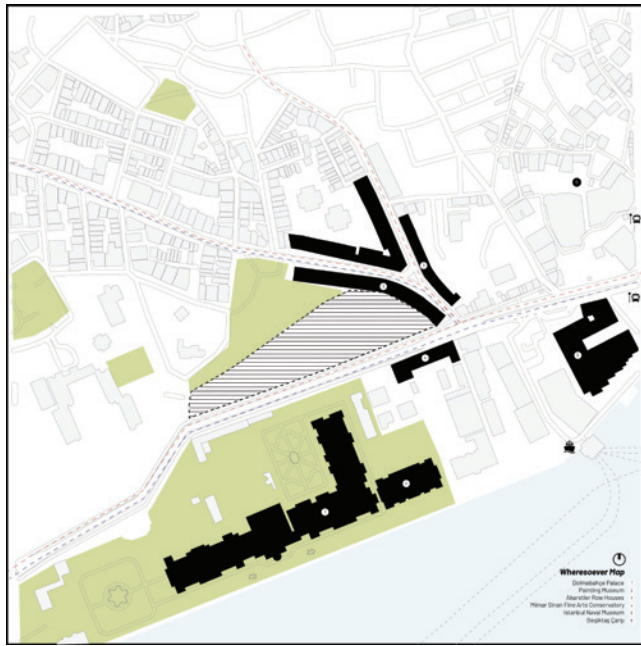 Wheresoever Map
Dolmabahçe Palace
Painting Museum
Akaretler Row Houses
Mimar Sinan Fine Arts Conservatory
Istanbul Naval Museum
Beşiktaş Çarşı